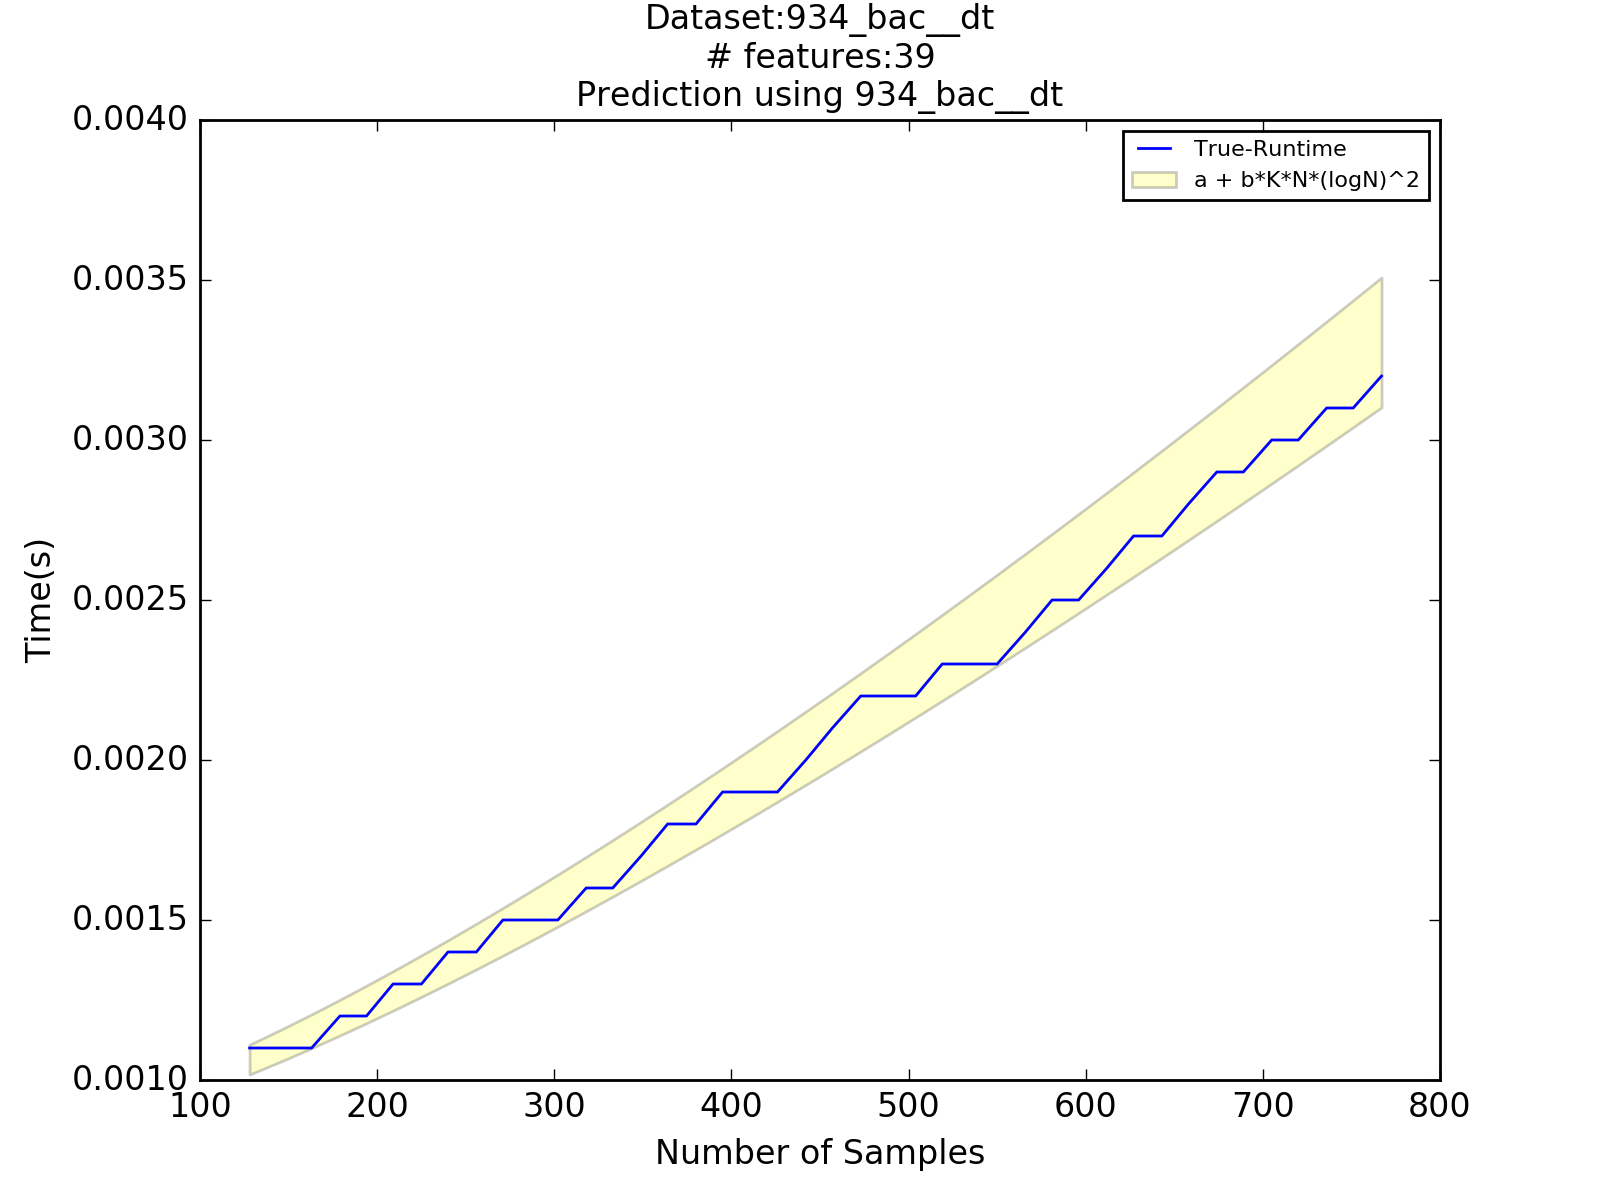 Dataset:934_bac__dt
# features:39
Prediction using 934_bac__dt
True-Runtime
a + b*K*N*(logN)^2
0.0040
0.0035
0.0030
0.0025
0.0020
0.0015
0.0010
Time(s)
100 200 300 400 500 600 700 800
Number of Samples